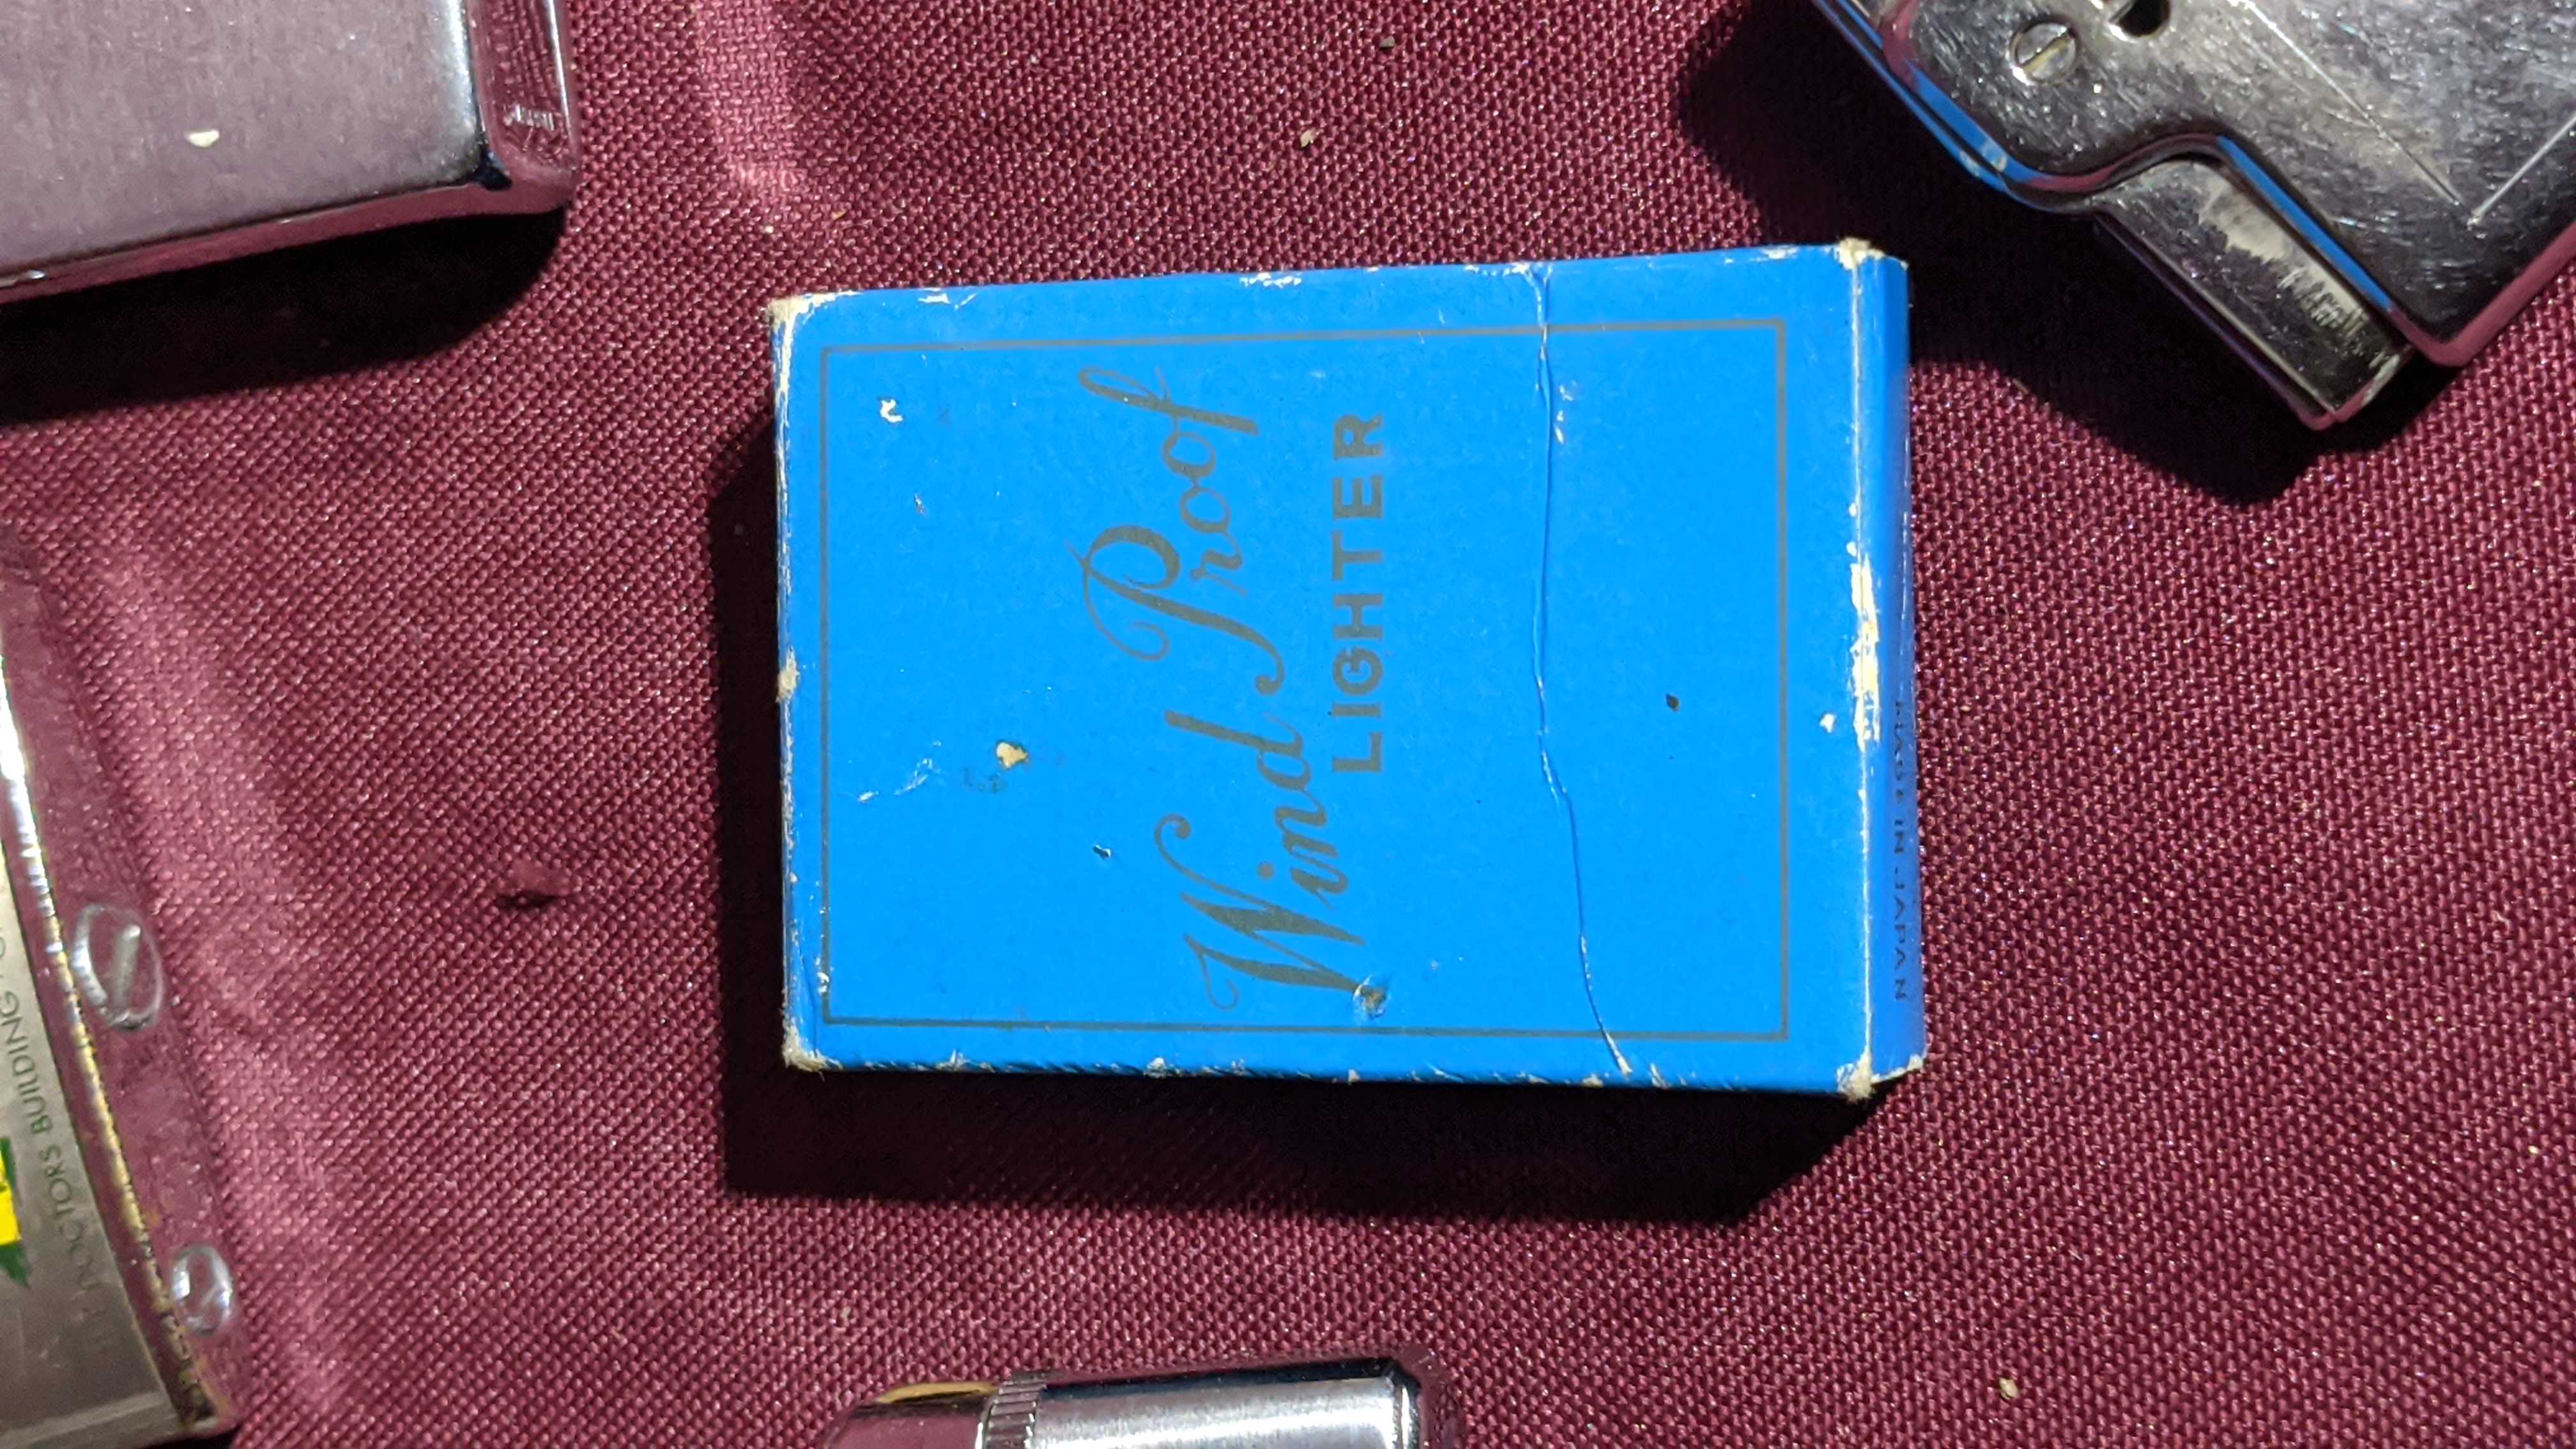 Wind Proof
LIGHTER
MADE IN JAPAN
DOCTORS BUILDING